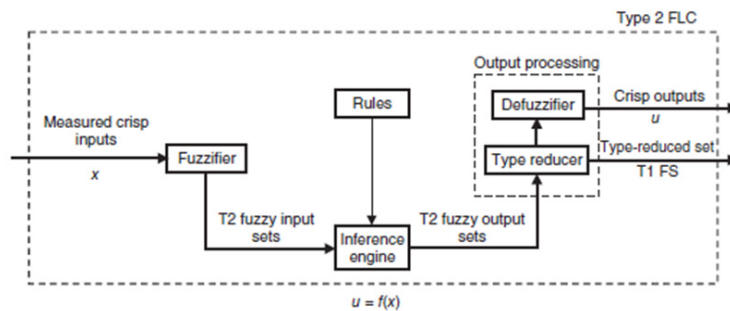 Type 2 FLC
Output processing
Rules
Defuzzifier
Crisp outputs
u
Measured crisp
inputs
x
Fuzzifier
Type reducer
Type-reduced set
T1 FS
T2 fuzzy input
sets
Inference
engine
T2 fuzzy output
sets
u = f(x)